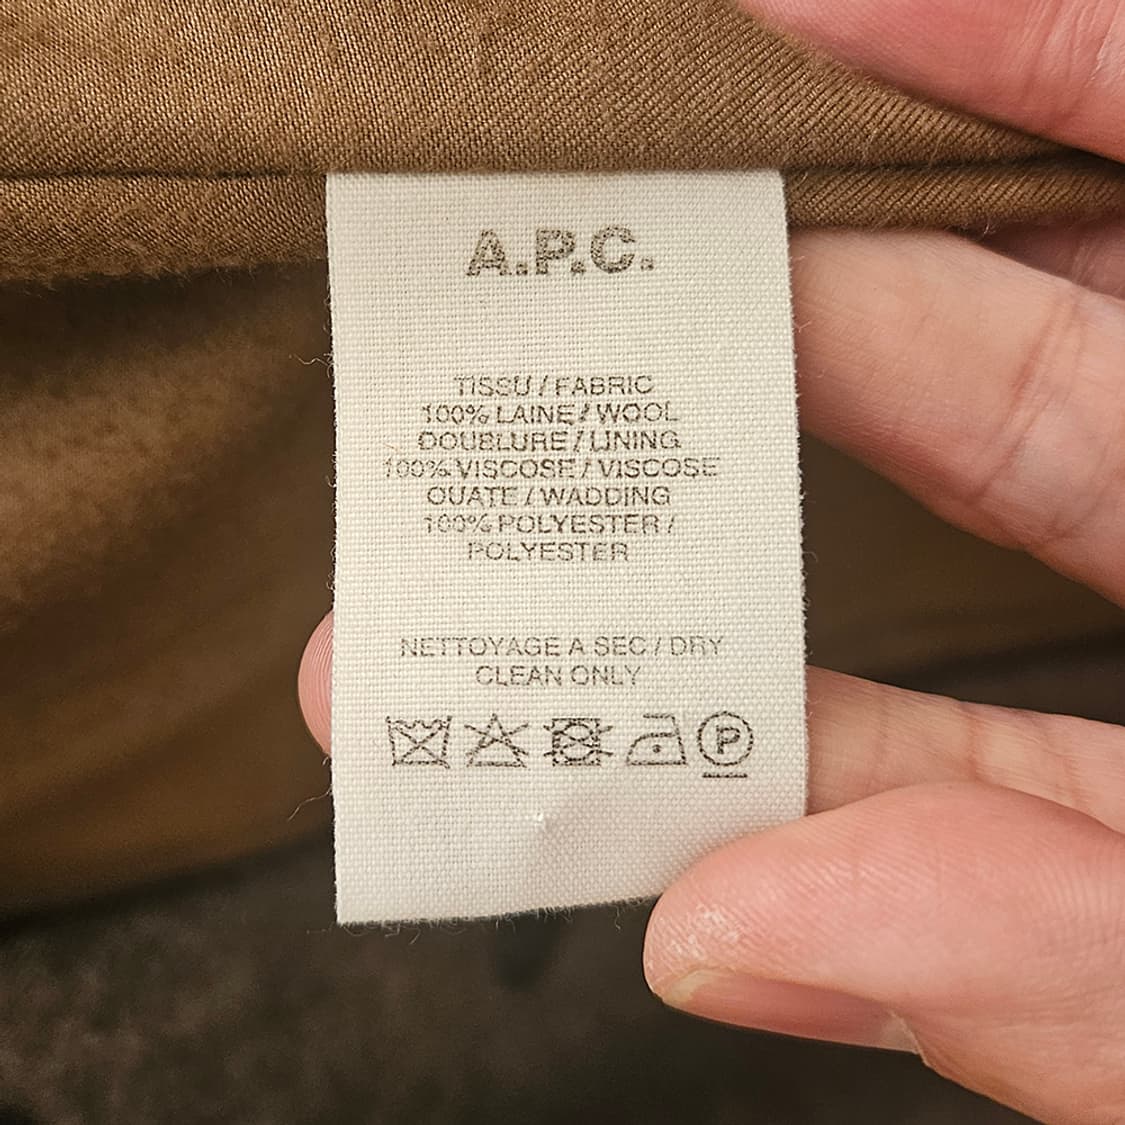 A.P.C.
TISSU / FABRIC
100% LAINE / WOOL
DOUBLURE / LINING
100% VISCOSE / VISCOSE
OUATE / WADDING
100% POLYESTER /
POLYESTER
NETTOYAGE A SEC / DRY
CLEAN ONLY
P